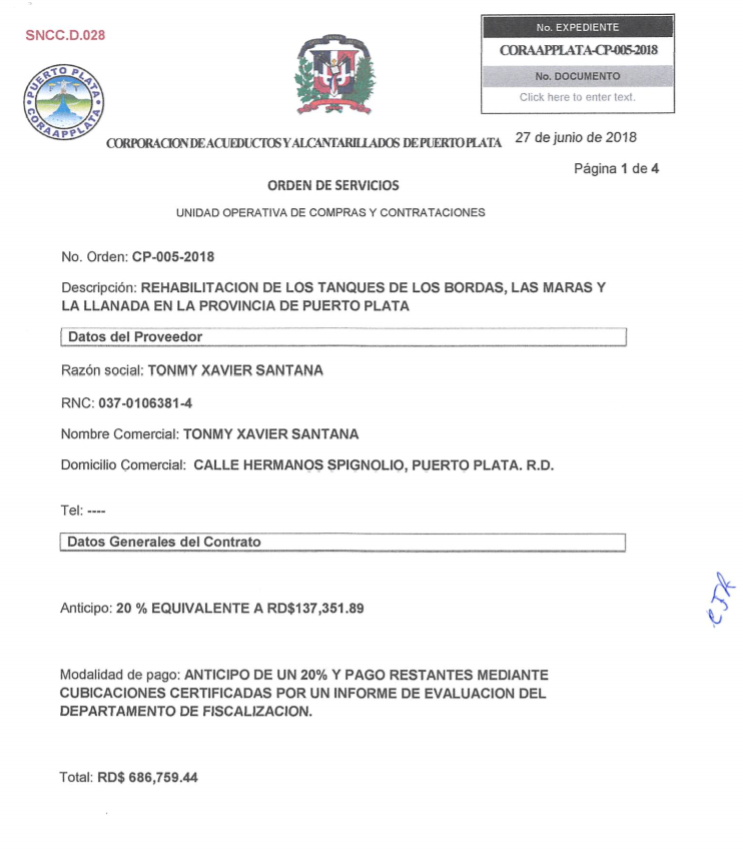 SNCC.D.028
No. EXPEDIENTE
CORAAPPLATA-CP-005-2018
No. DOCUMENTO
Click here to enter text.
PUERTO PLATA
CORAAPPLATA
CORPORACION DE ACUEDUCTOS Y ALCANTARILLADOS DE PUERTO PLATA
27 de junio de 2018
Página 1 de 4
ORDEN DE SERVICIOS
UNIDAD OPERATIVA DE COMPRAS Y CONTRATACIONES
No. Orden: CP-005-2018
Descripción: REHABILITACION DE LOS TANQUES DE LOS BORDAS, LAS MARAS Y
LA LLANADA EN LA PROVINCIA DE PUERTO PLATA
Datos del Proveedor
Razón social: TONMY XAVIER SANTANA
RNC: 037-0106381-4
Nombre Comercial: TONMY XAVIER SANTANA
Domicilio Comercial: CALLE HERMANOS SPIGNOLIO, PUERTO PLATA. R.D.
Tel: ----
Datos Generales del Contrato
Anticipo: 20 % EQUIVALENTE A RD$137,351.89
Modalidad de pago: ANTICIPO DE UN 20% Y PAGO RESTANTES MEDIANTE
CUBICACIONES CERTIFICADAS POR UN INFORME DE EVALUACION DEL
DEPARTAMENTO DE FISCALIZACION.
Total: RD$ 686,759.44